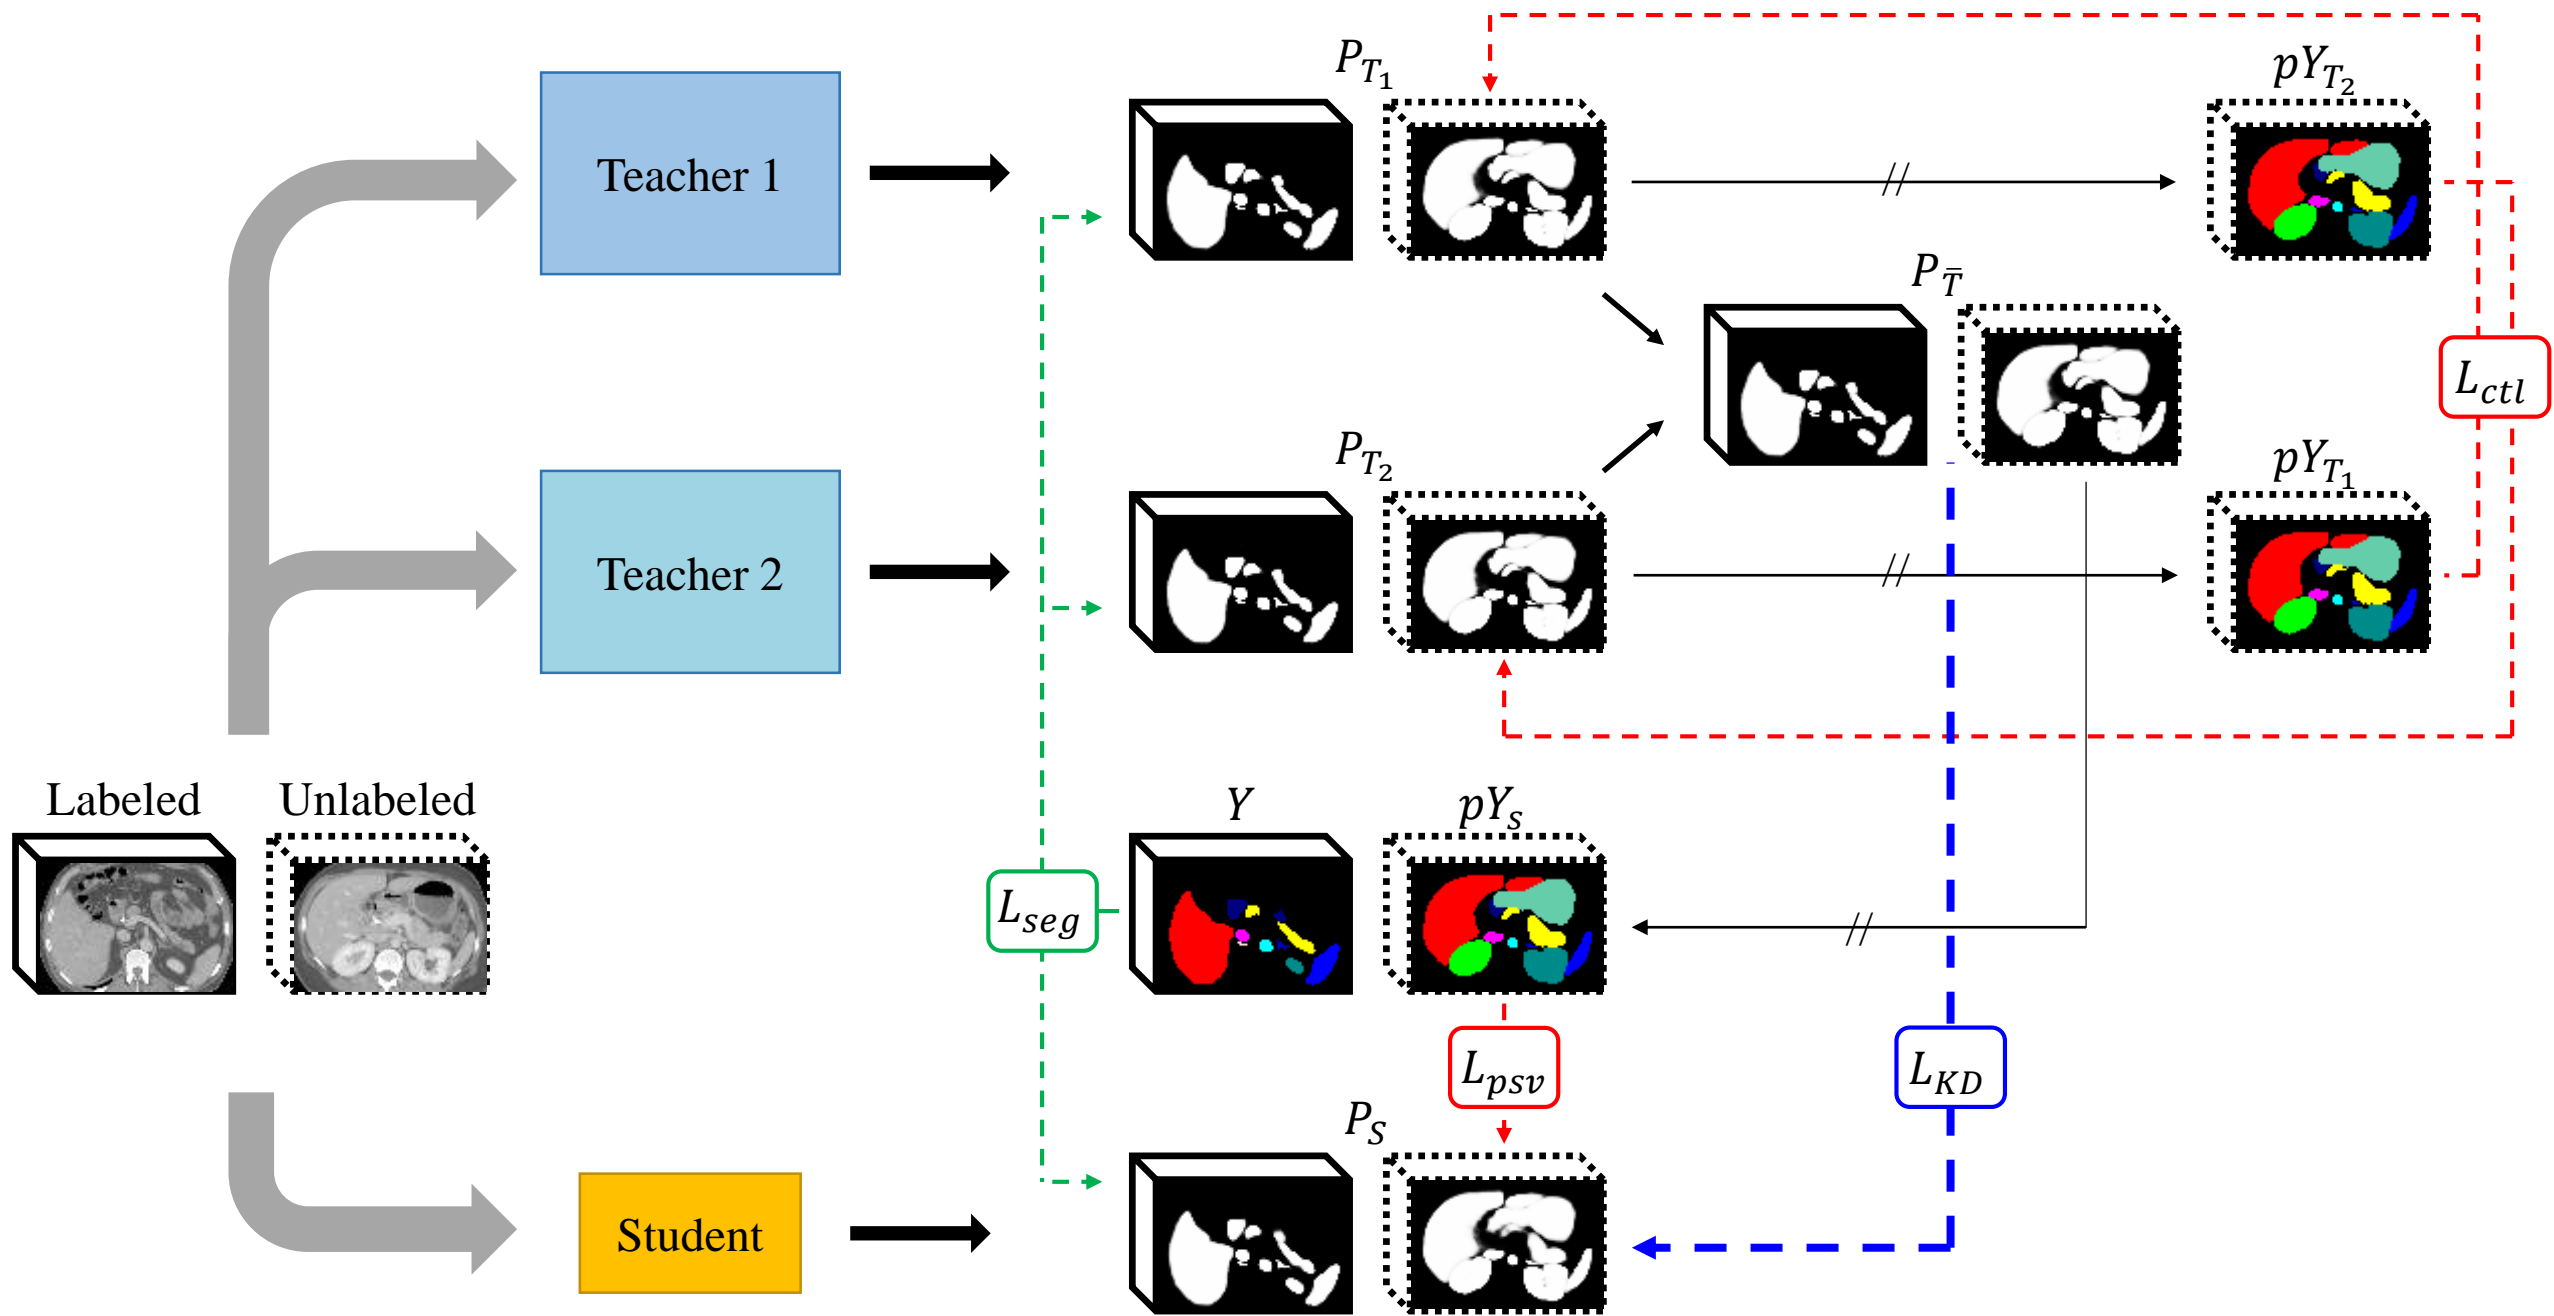 P_{T_1}
pY_{T_2}
Teacher 1
P_{\bar{T}}
L_{ctl}
P_{T_2}
pY_{T_1}
Teacher 2
Labeled
Unlabeled
Y
pY_s
L_{seg}
L_{psv}
L_{KD}
P_S
Student